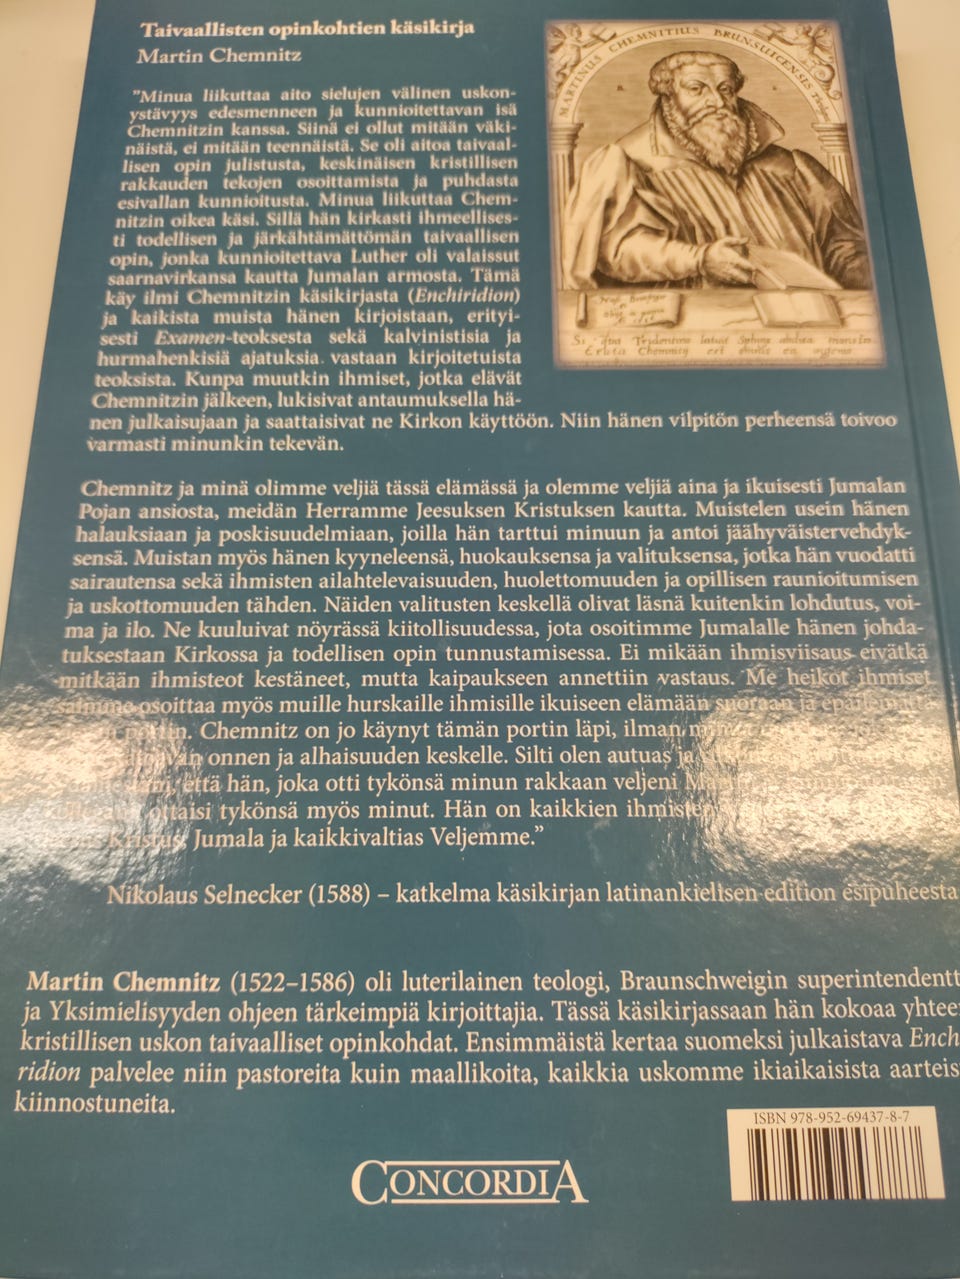 Taivaallisten opinkohtien käsikirja
Martin Chemnitz
"Minua liikuttaa aito sielujen välinen uskon-
ystävyys edesmenneen ja kunnioitettavan isä
Chemnitzin kanssa. Siinä ei ollut mitään väki-
näistä, ei mitään teennäistä. Se oli aitoa taivaal-
lisen opin julistusta, keskinäisen kristillisen
rakkauden tekojen osoittamista ja puhdasta
esivallan kunnioitusta. Minua liikuttaa Chem-
nitzin oikea käsi. Sillä hän kirkasti ihmeellises-
ti todellisen ja järkähtämättömän taivaallisen
opin, jonka kunnioitettava Luther oli valaissut
saarnavirkansa kautta Jumalan armosta. Tämä
käy ilmi Chemnitzin käsikirjasta (Enchiridion)
ja kaikista muista hänen kirjoistaan, erityi-
sesti Examen-teoksesta sekä kalvinistisia ja
hurmahenkisiä ajatuksia vastaan kirjoitetuista
teoksista. Kunpa muutkin ihmiset, jotka elävät
Chemnitzin jälkeen, lukisivat antaumuksella hä-
nen julkaisujaan ja saattaisivat ne Kirkon käyttöön. Niin hänen vilpitön perheensä toivoo
varmasti minunkin tekevän.
MARTINUS CHEMNITIUS BRUNSUICENSIS
Chemnitz ja minä olimme veljiä tässä elämässä ja olemme veljiä aina ja ikuisesti Jumalan
Pojan ansiosta, meidän Herramme Jeesuksen Kristuksen kautta. Muistelen usein hänen
halauksiaan ja poskisuudelmiaan, joilla hän tarttui minuun ja antoi jäähyväistervehdyk-
sensä. Muistan myös hänen kyyneleensä, huokauksensa ja valituksensa, jotka hän vuodatti
sairautensa sekä ihmisten ailahtelevaisuuden, huolettomuuden ja opillisen raunioitumisen
ja uskottomuuden tähden. Näiden valitusten keskellä olivat läsnä kuitenkin lohdutus, voi-
ma ja ilo. Ne kuuluivat nöyrässä kiitollisuudessa, jota osoitimme Jumalalle hänen johda-
tuksestaan Kirkossa ja todellisen opin tunnustamisessa. Ei mikään ihmisviisaus eivätkä
mitkään ihmisteot kestäneet, mutta kaipaukseen annettiin vastaus. Me heikot ihmiset
saimme osoittaa myös muille hurskaille ihmisille ikuiseen elämään suoraan ja
Chemnitz on jo käynyt tämän portin läpi, ilman
onnen ja alhaisuuden keskelle. Silti olen autuas
että hän, joka otti tykönsä minun rakkaan veljeni
ottaisi tykönsä myös minut. Hän on kaikkien
Kristus, Jumala ja kaikkivaltias Veljemme."
Nikolaus Selnecker (1588) – katkelma käsikirjan latinankielisen edition esipuheesta
Martin Chemnitz (1522–1586) oli luterilainen teologi, Braunschweigin superintendentt
ja Yksimielisyyden ohjeen tärkeimpiä kirjoittajia. Tässä käsikirjassaan hän kokoaa yhtee
kristillisen uskon taivaalliset opinkohdat. Ensimmäistä kertaa suomeksi julkaistava Ench
ridion palvelee niin pastoreita kuin maallikoita, kaikkia uskomme ikiaikaisista aarteis
kiinnostuneita.
ISBN 978-952-69437-8-7
CONCORDIA